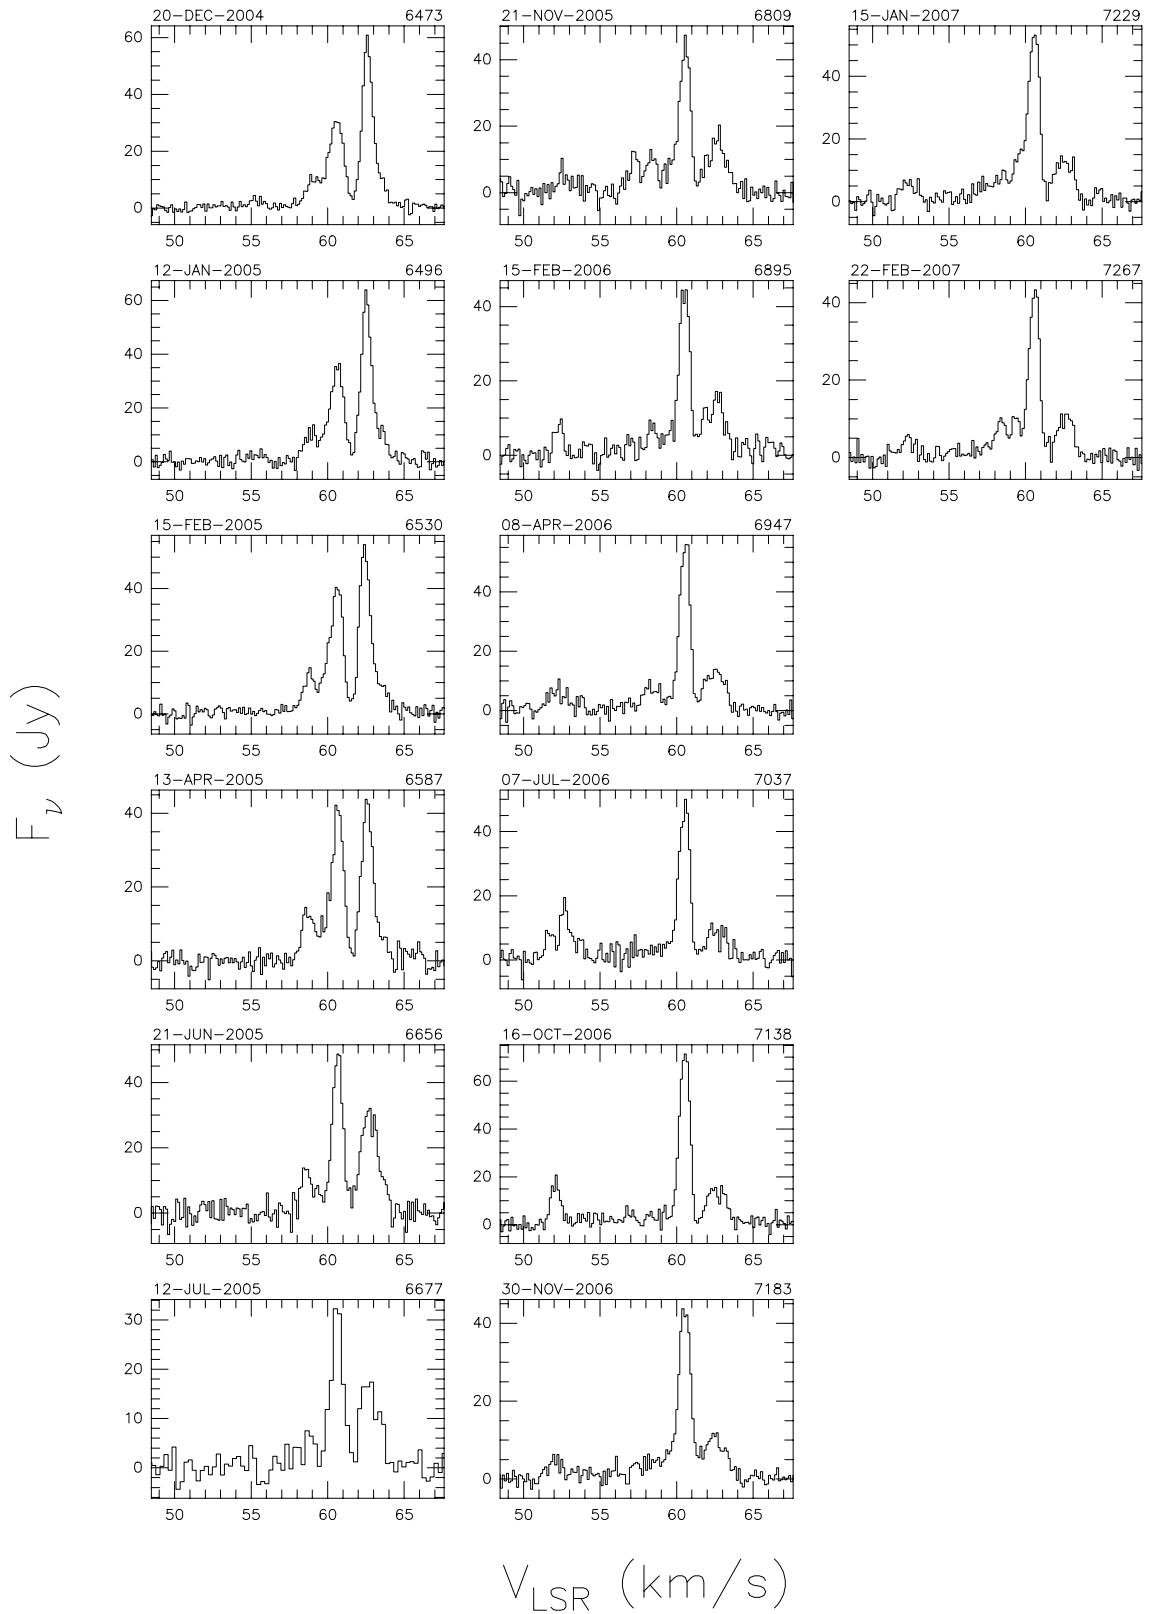 20-DEC-2004 6473
60
40
20
0
50 55 60 65
21-NOV-2005 6809
40
20
0
50 55 60 65
15-JAN-2007 7229
40
20
0
50 55 60 65
12-JAN-2005 6496
60
40
20
0
50 55 60 65
15-FEB-2006 6895
40
20
0
50 55 60 65
22-FEB-2007 7267
40
20
0
50 55 60 65
15-FEB-2005 6530
40
20
0
50 55 60 65
08-APR-2006 6947
40
20
0
50 55 60 65
13-APR-2005 6587
40
20
0
50 55 60 65
07-JUL-2006 7037
40
20
0
50 55 60 65
21-JUN-2005 6656
40
20
0
50 55 60 65
16-OCT-2006 7138
60
40
20
0
50 55 60 65
12-JUL-2005 6677
30
20
10
0
50 55 60 65
30-NOV-2006 7183
40
20
0
50 55 60 65
F_ν (Jy)
V_LSR (km/s)